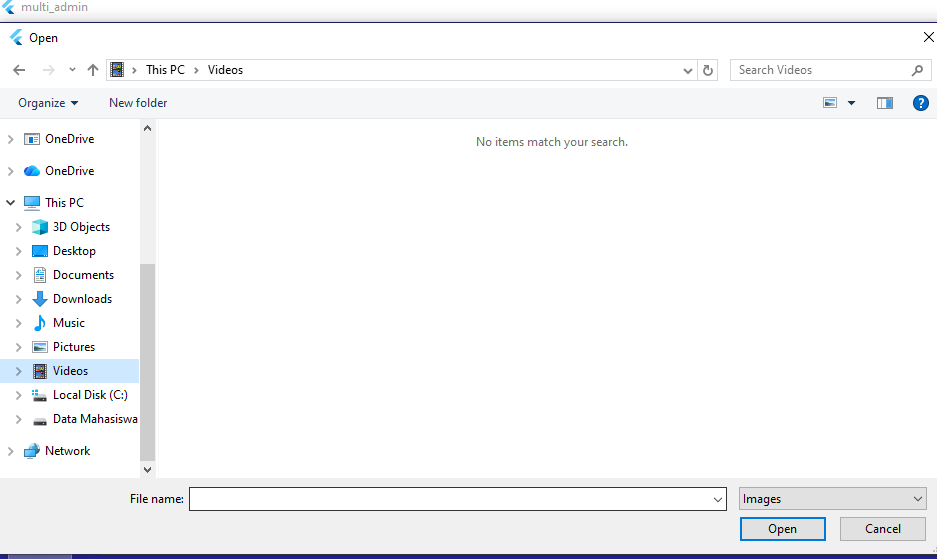 multi_admin
Open
This PC > Videos
Search Videos
Organize
New folder
?
OneDrive
OneDrive
This PC
3D Objects
Desktop
Documents
Downloads
Music
Pictures
Videos
Local Disk (C:)
Data Mahasiswa
Network
No items match your search.
File name:
Images
Open
Cancel